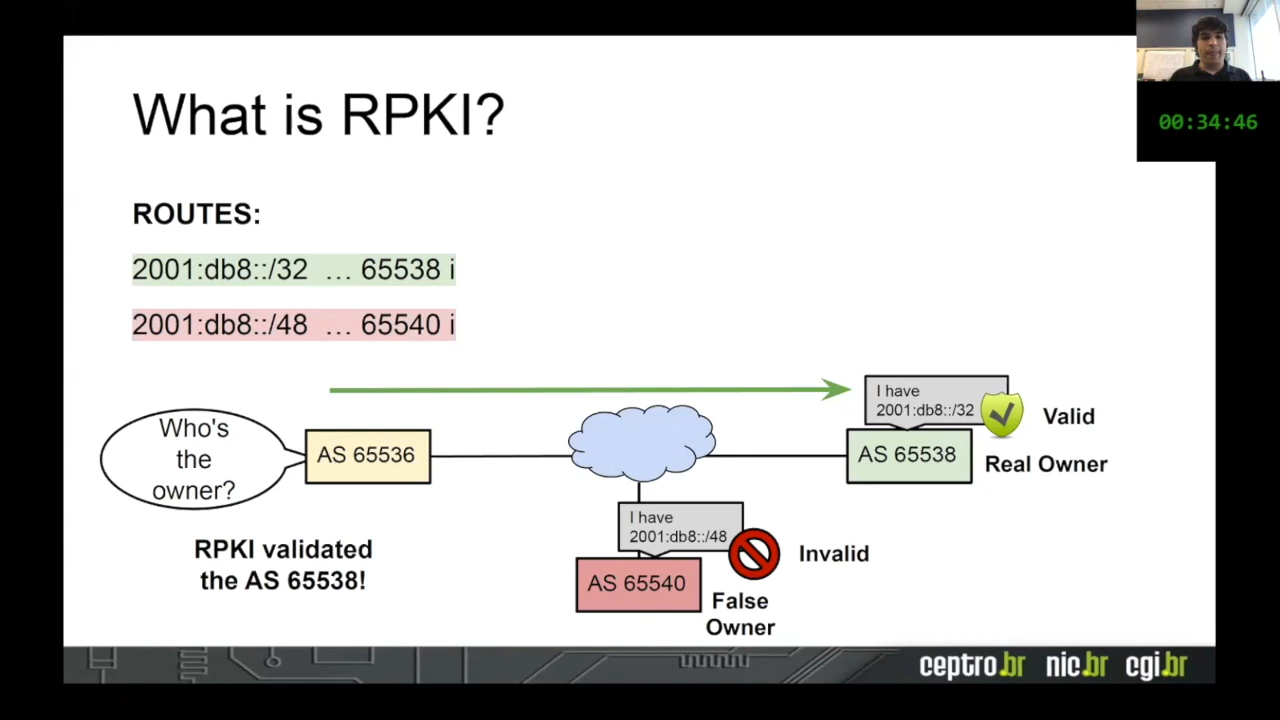 What is RPKI?
00:34:46
ROUTES:
2001:db8::/32 … 65538 i
2001:db8::/48 … 65540 i
I have
2001:db8::/32
Valid
Who's
the
owner?
AS 65536
AS 65538
Real Owner
I have
2001:db8::/48
Invalid
RPKI validated
the AS 65538!
AS 65540
False
Owner
ceptro.br nic.br cgi.br